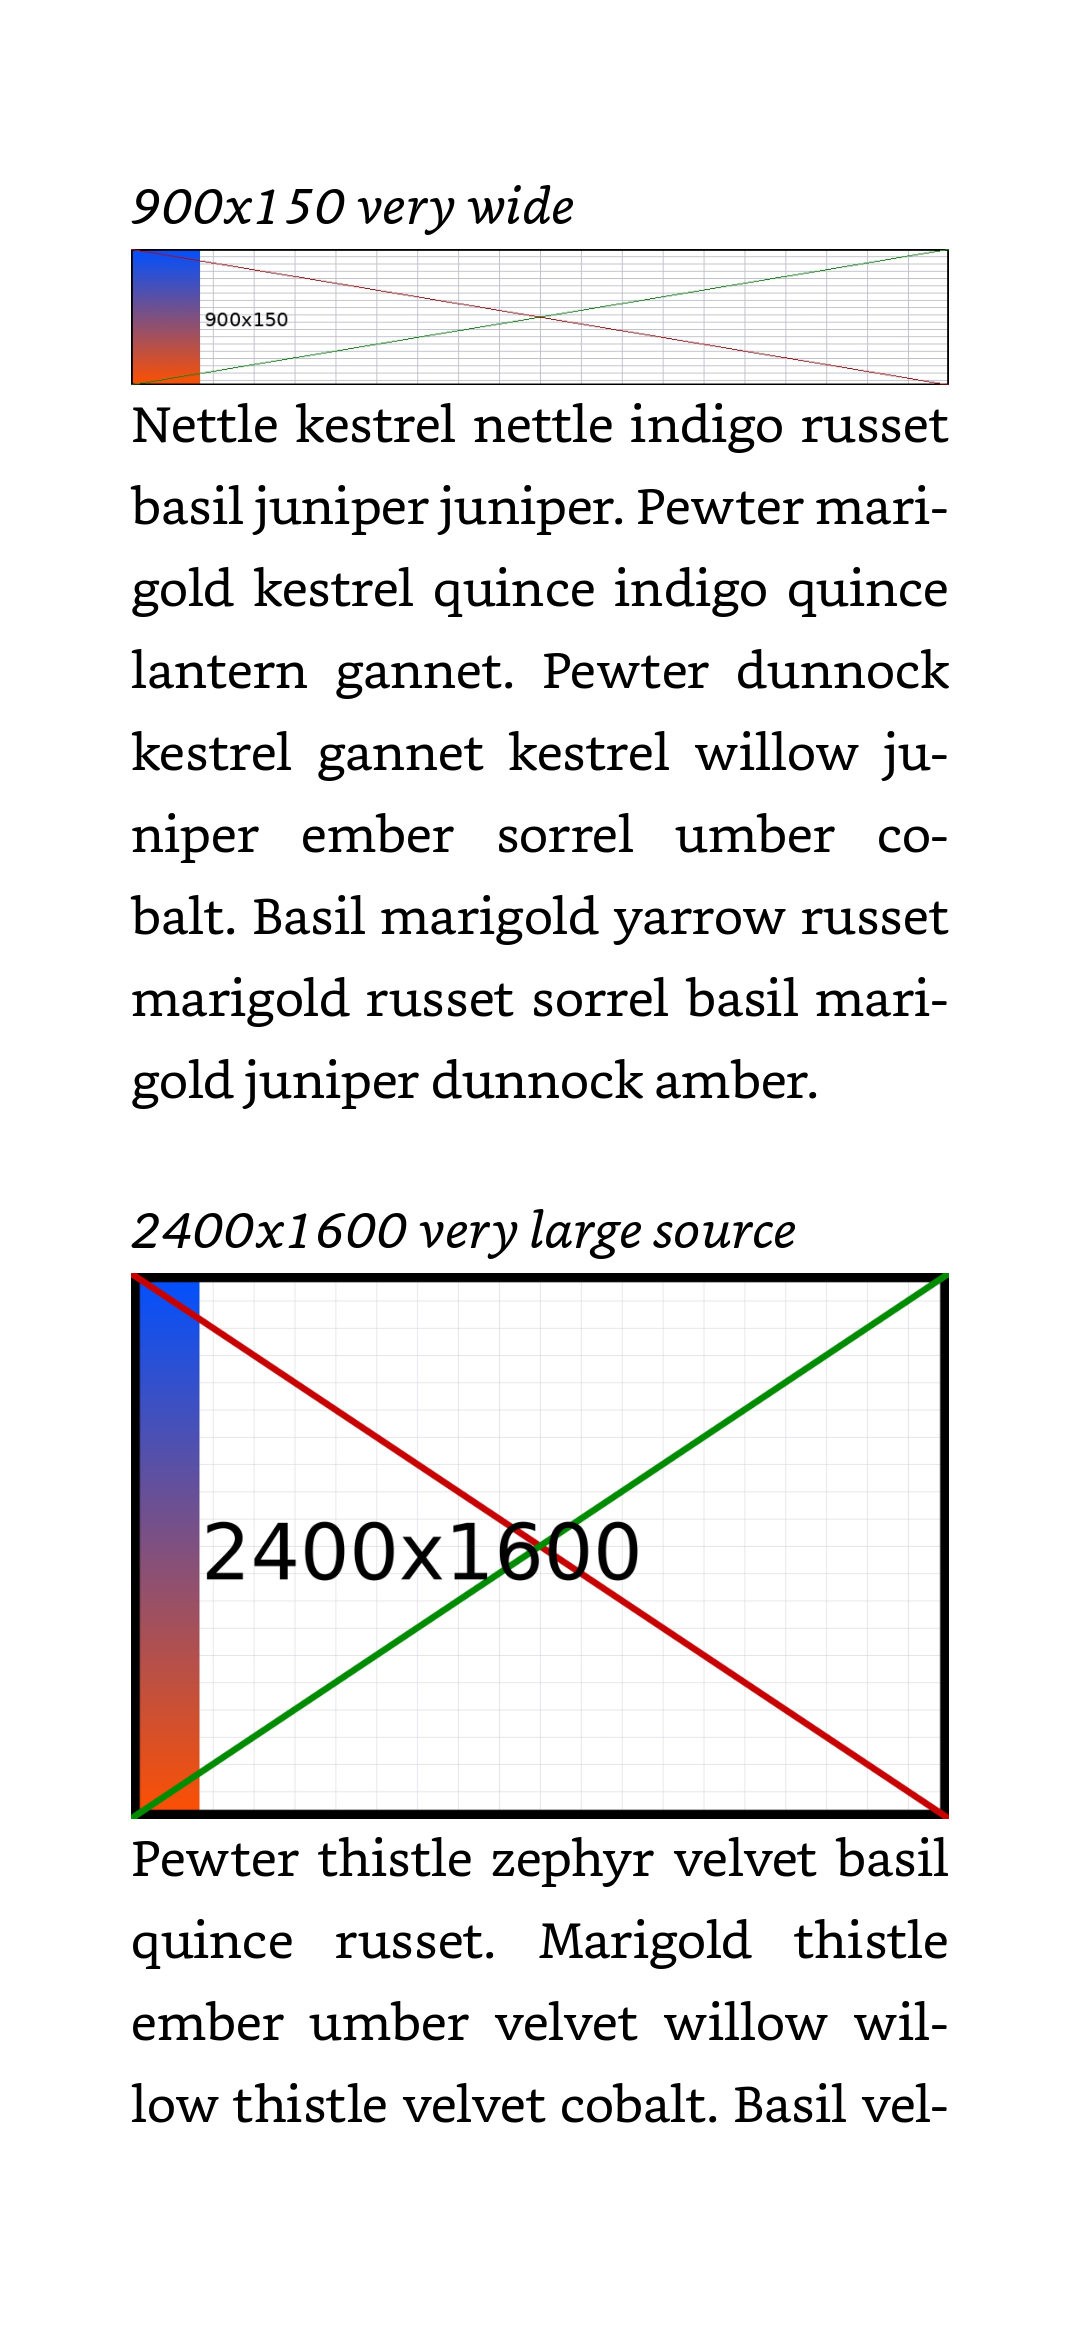 900x150 very wide
900x150
Nettle kestrel nettle indigo russet
basil juniper juniper. Pewter mari-
gold kestrel quince indigo quince
lantern gannet. Pewter dunnock
kestrel gannet kestrel willow ju-
niper ember sorrel umber co-
balt. Basil marigold yarrow russet
marigold russet sorrel basil mari-
gold juniper dunnock amber.
2400x1600 very large source
2400x1600
Pewter thistle zephyr velvet basil
quince russet. Marigold thistle
ember umber velvet willow wil-
low thistle velvet cobalt. Basil vel-